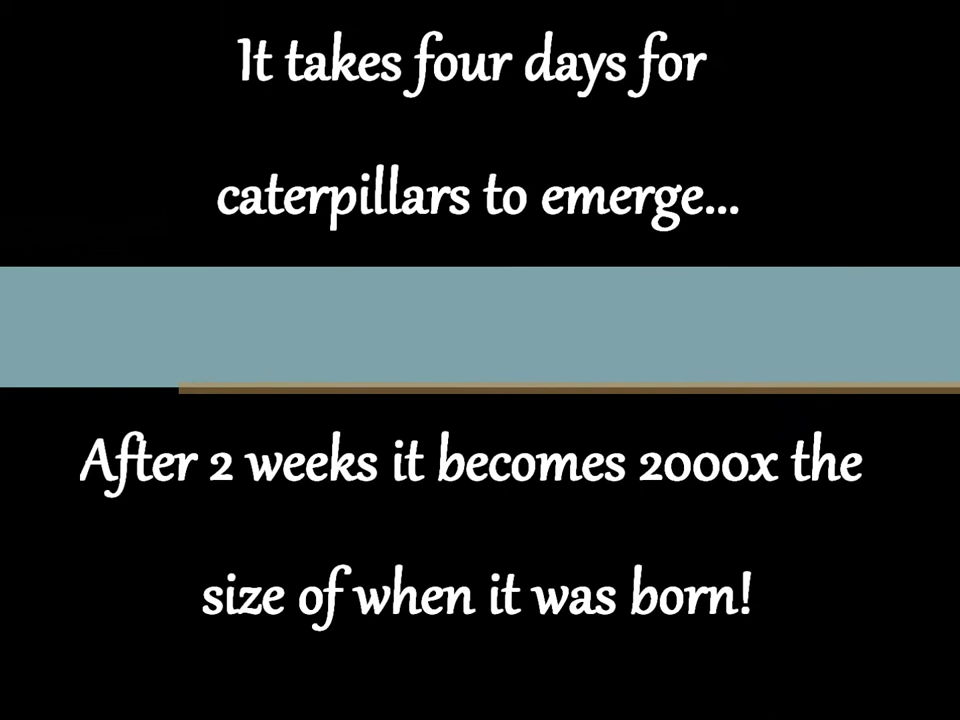 It takes four days for
caterpillars to emerge...
After 2 weeks it becomes 2000x the
size of when it was born!